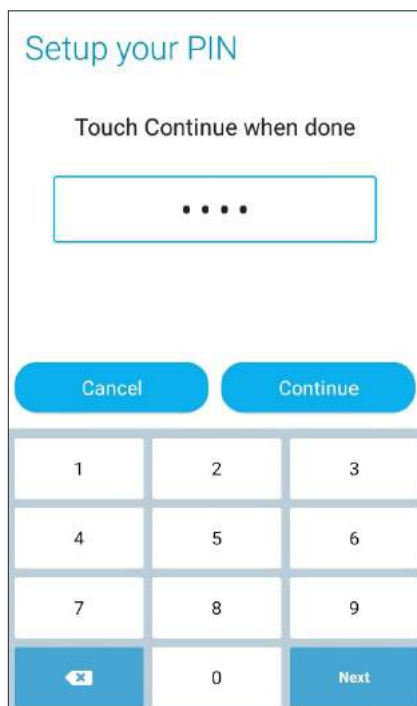 Setup your PIN
Touch Continue when done
••••
Cancel Continue
1 2 3
4 5 6
7 8 9
0 Next